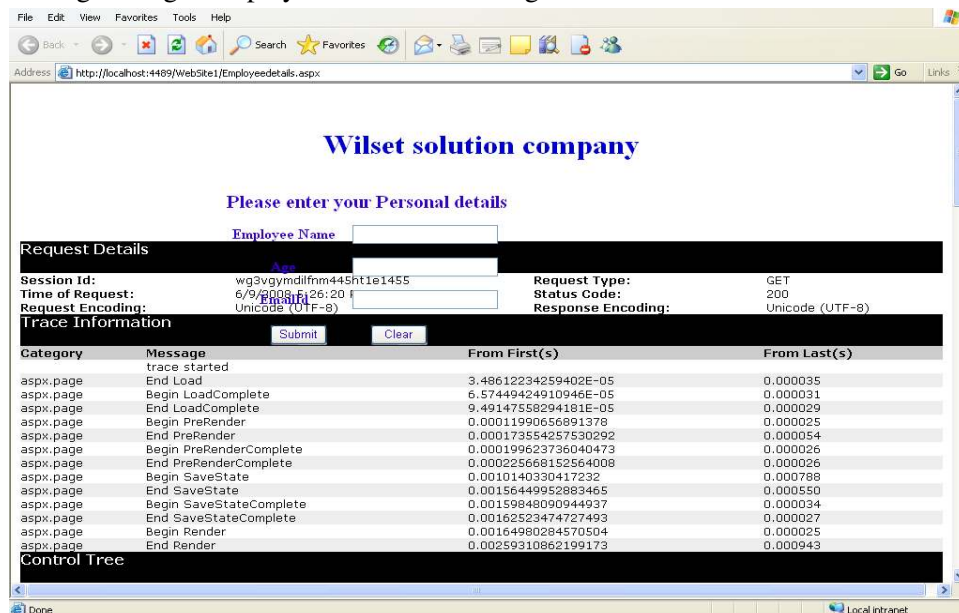 File Edit View Favorites Tools Help
Back Search Favorites
Address http://localhost:4489/WebSite1/Employeedetails.aspx Go Links
Wilset solution company
Please enter your Personal details
Employee Name
Request Details
Age
Session Id: wg3vgymdilfnm445ht1e1455 Request Type: GET
Time of Request: 6/9/2008 5:26:20 Status Code: 200
EmailId
Request Encoding: Unicode (UTF-8) Response Encoding: Unicode (UTF-8)
Trace Information
Submit Clear
Category Message From First(s) From Last(s)
trace started
aspx.page End Load 3.48612234259402E-05 0.000035
aspx.page Begin LoadComplete 6.57449424910946E-05 0.000031
aspx.page End LoadComplete 9.49147558294181E-05 0.000029
aspx.page Begin PreRender 0.00011990656891378 0.000025
aspx.page End PreRender 0.000173554257530292 0.000054
aspx.page Begin PreRenderComplete 0.000199623736040473 0.000026
aspx.page End PreRenderComplete 0.000225668152564008 0.000026
aspx.page Begin SaveState 0.0010140330417232 0.000788
aspx.page End SaveState 0.00156449952883465 0.000550
aspx.page Begin SaveStateComplete 0.00159848090944937 0.000034
aspx.page End SaveStateComplete 0.00162523474727493 0.000027
aspx.page Begin Render 0.00164980284570504 0.000025
aspx.page End Render 0.00259310862199173 0.000943
Control Tree
Done Local intranet